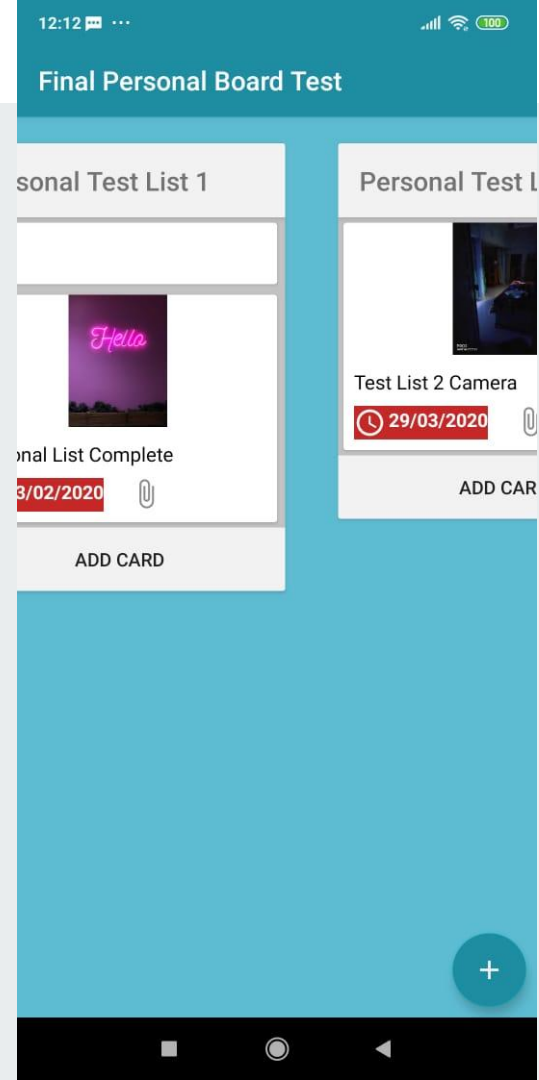 12:12
100
Final Personal Board Test
sonal Test List 1
Hello
onal List Complete
3/02/2020
ADD CARD
Personal Test L
Test List 2 Camera
29/03/2020
ADD CAR
+